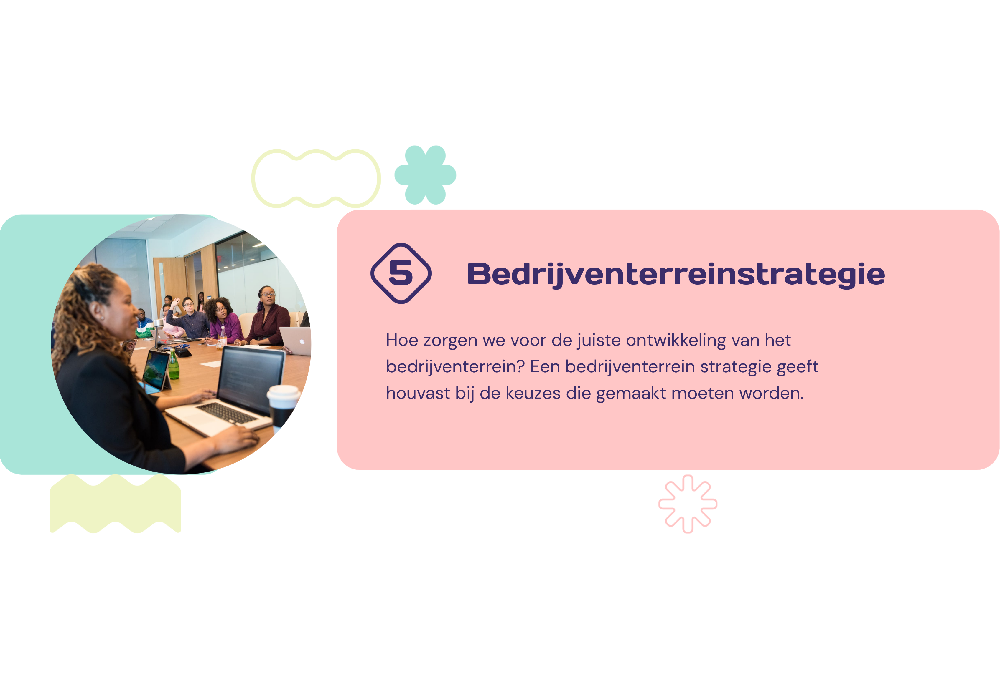 5
Bedrijventerreinstrategie
Hoe zorgen we voor de juiste ontwikkeling van het
bedrijventerrein? Een bedrijventerrein strategie geeft
houvast bij de keuzes die gemaakt moeten worden.